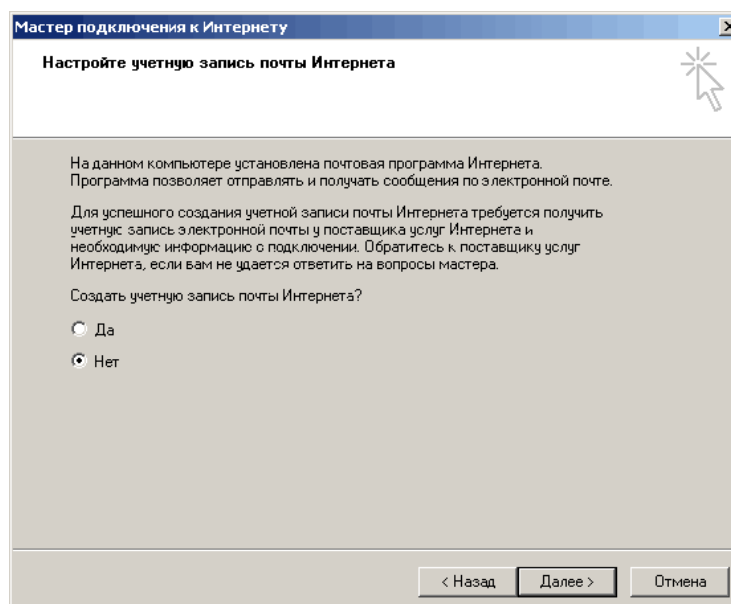 Мастер подключения к Интернету
Настройте учетную запись почты Интернета
На данном компьютере установлена почтовая программа Интернета.
Программа позволяет отправлять и получать сообщения по электронной почте.
Для успешного создания учетной записи почты Интернета требуется получить
учетную запись электронной почты у поставщика услуг Интернета и
необходимую информацию о подключении. Обратитесь к поставщику услуг
Интернета, если вам не удается ответить на вопросы мастера.
Создать учетную запись почты Интернета?
Да
Нет
< Назад Далее > Отмена